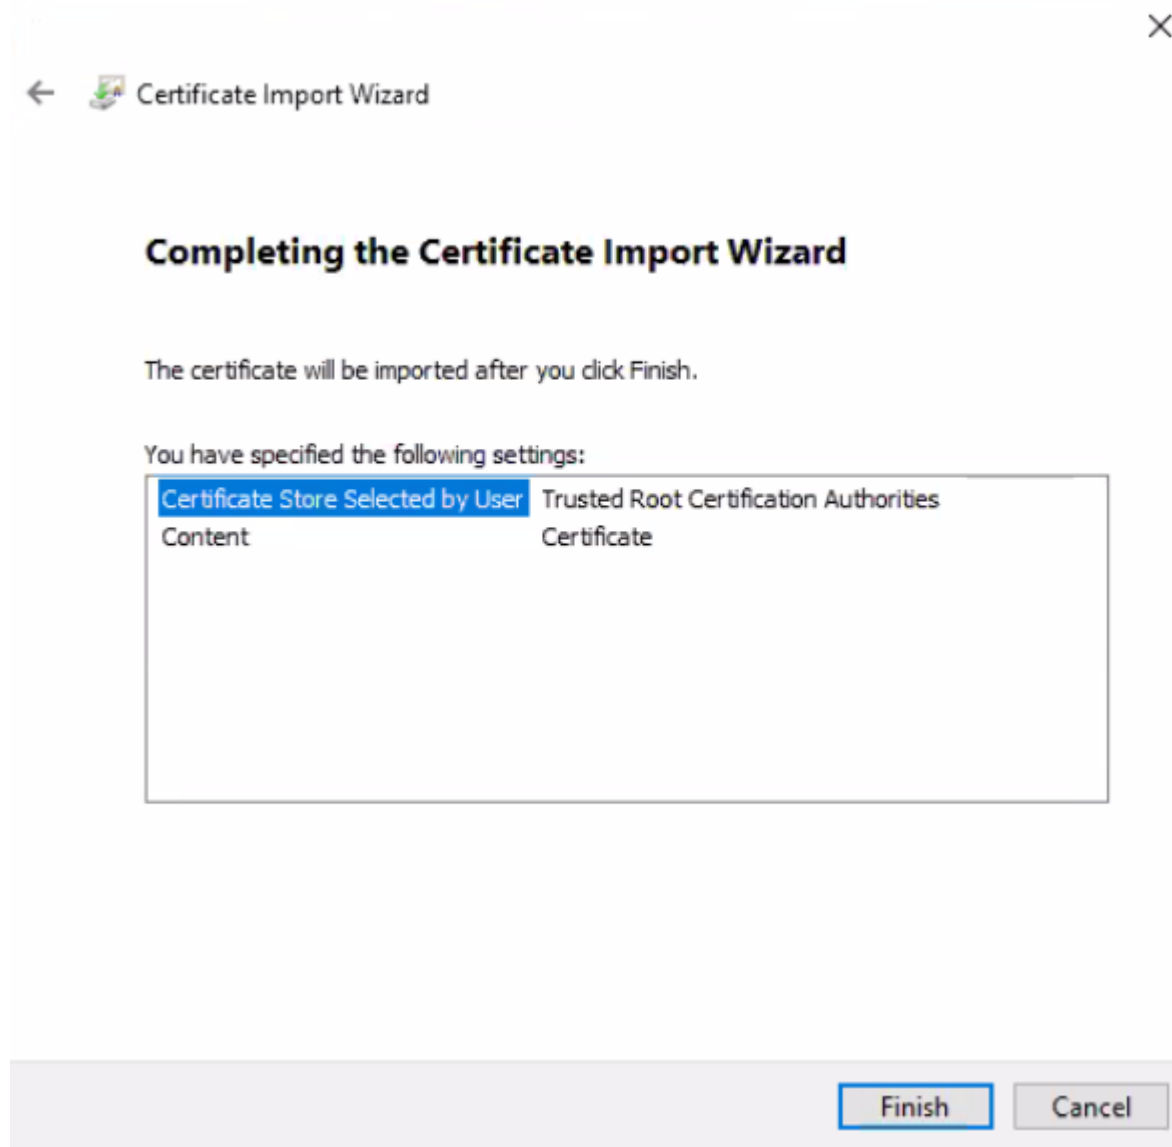 Certificate Import Wizard
Completing the Certificate Import Wizard
The certificate will be imported after you click Finish.
You have specified the following settings:
Certificate Store Selected by User Trusted Root Certification Authorities
Content Certificate
Finish Cancel